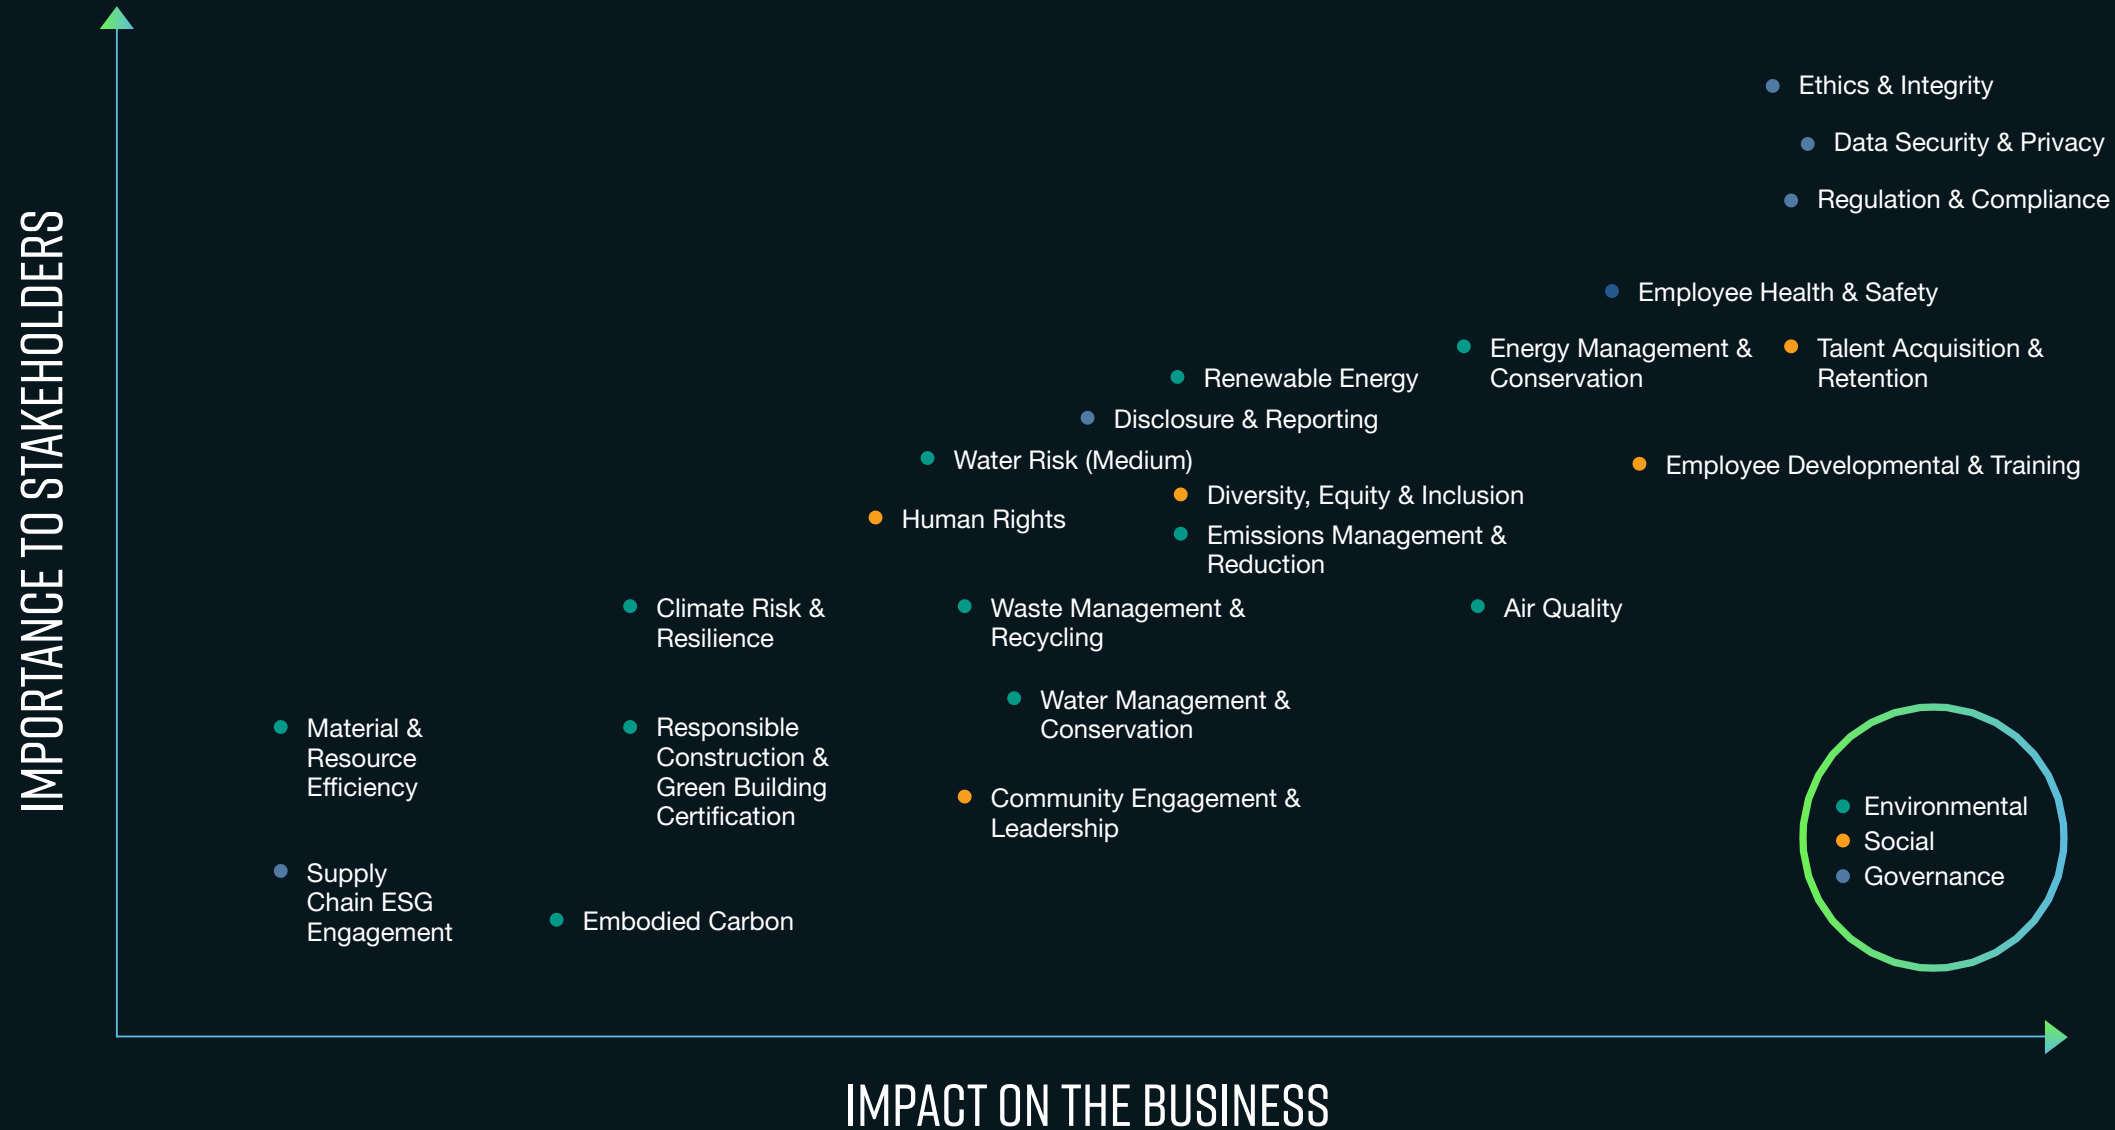 IMPORTANCE TO STAKEHOLDERS
Ethics & Integrity
Data Security & Privacy
Regulation & Compliance
Employee Health & Safety
Energy Management &
Conservation
Talent Acquisition &
Retention
Renewable Energy
Disclosure & Reporting
Water Risk (Medium)
Employee Developmental & Training
Diversity, Equity & Inclusion
Human Rights
Emissions Management &
Reduction
Climate Risk &
Resilience
Waste Management &
Recycling
Air Quality
Water Management &
Conservation
Material &
Resource
Efficiency
Responsible
Construction &
Green Building
Certification
Community Engagement &
Leadership
Supply
Chain ESG
Engagement
Embodied Carbon
Environmental
Social
Governance
IMPACT ON THE BUSINESS